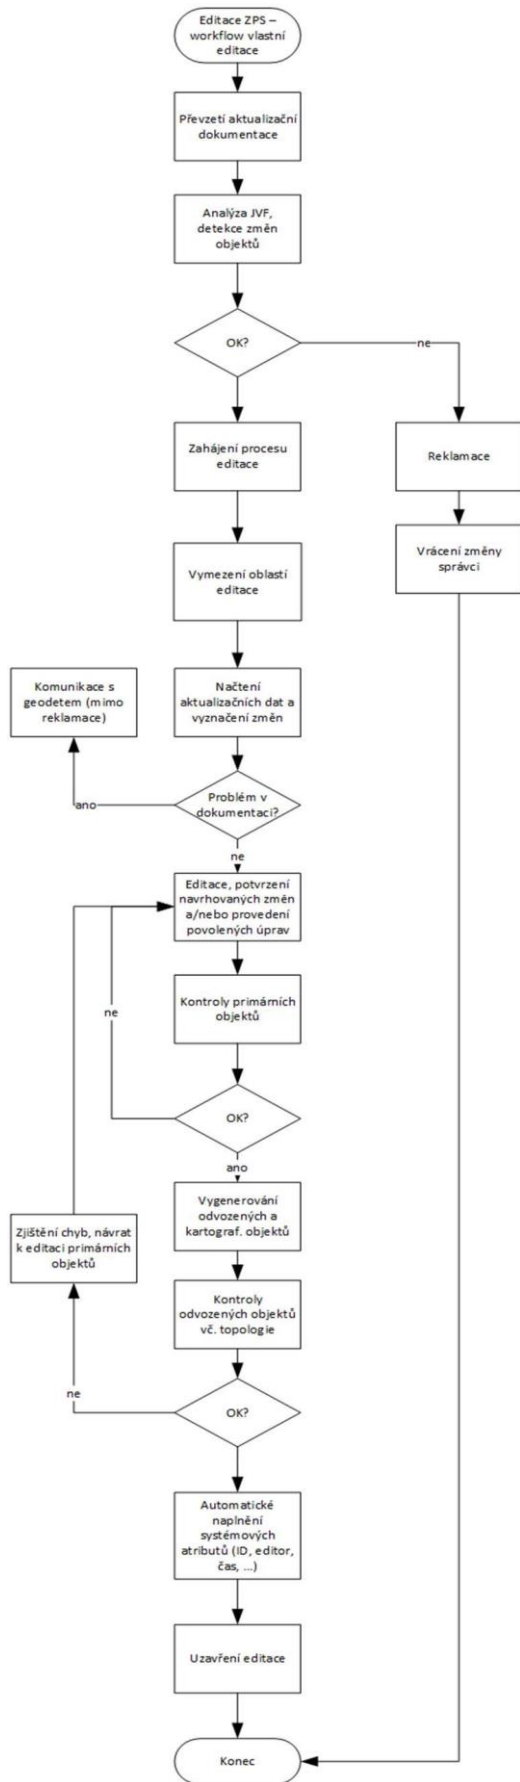 Editace ZPS –
workflow vlastní
editace
Převzetí aktualizační
dokumentace
Analýza JVF,
detekce změn
objektů
OK?
ne
Zahájení procesu
editace
Reklamace
Vymezení oblastí
editace
Vrácení změny
správci
Načtení
aktualizačních dat a
vyznačení změn
Komunikace s
geodetem (mimo
reklamace)
Problém v
dokumentaci?
ano
ne
Editace, potvrzení
navrhovaných změn
a/nebo provedení
povolených úprav
Kontroly primárních
objektů
ne
OK?
ano
Vygenerování
odvozených a
kartograf. objektů
Zjištění chyb, návrat
k editaci primárních
objektů
Kontroly
odvozených objektů
vč. topologie
ne
OK?
Automatické
naplnění
systémových
atributů (ID, editor,
čas, …)
Uzavření editace
Konec